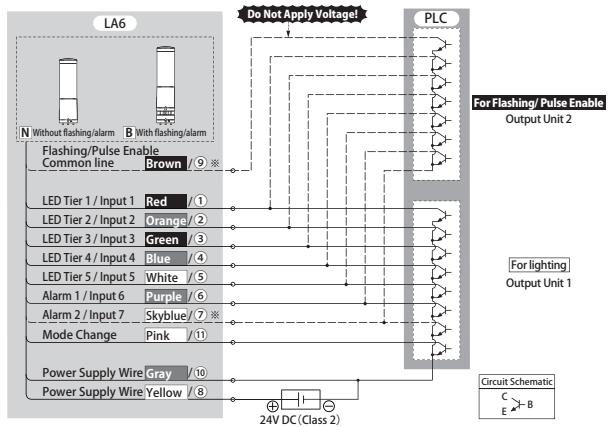 LA6
Do Not Apply Voltage!
PLC
N Without flashing/alarm
B With flashing/alarm
Flashing/Pulse Enable
Common line Brown /⑨ ※
LED Tier 1 / Input 1 Red /①
LED Tier 2 / Input 2 Orange /②
LED Tier 3 / Input 3 Green /③
LED Tier 4 / Input 4 Blue /④
LED Tier 5 / Input 5 White /⑤
Alarm 1 / Input 6 Purple /⑥
Alarm 2 / Input 7 Skyblue /⑦ ※
Mode Change Pink /⑪
Power Supply Wire Gray /⑩
Power Supply Wire Yellow /⑧
⊕ ⊖
24V DC (Class 2)
For Flashing/ Pulse Enable
Output Unit 2
For lighting
Output Unit 1
Circuit Schematic
C
B
E